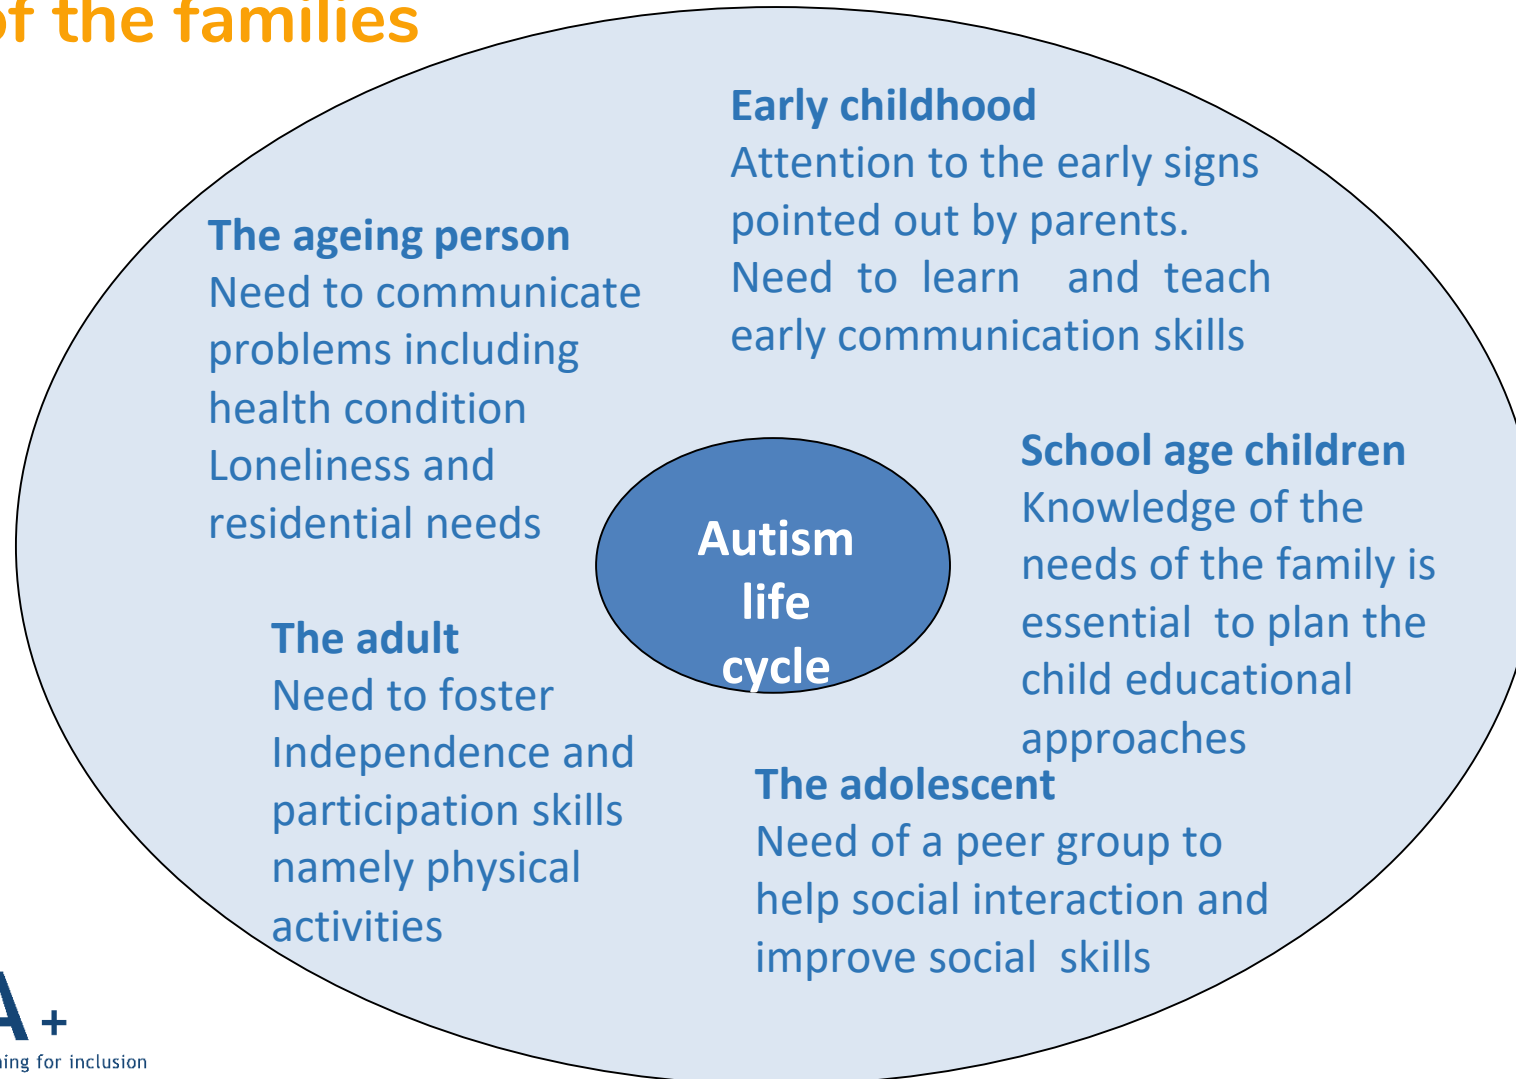 of the families
Early childhood
Attention to the early signs
pointed out by parents.
Need to learn and teach
early communication skills
The ageing person
Need to communicate
problems including
health condition
Loneliness and
residential needs
School age children
Knowledge of the
needs of the family is
essential to plan the
child educational
approaches
Autism
life
cycle
The adult
Need to foster
Independence and
participation skills
namely physical
activities
The adolescent
Need of a peer group to
help social interaction and
improve social skills
A+
for inclusion